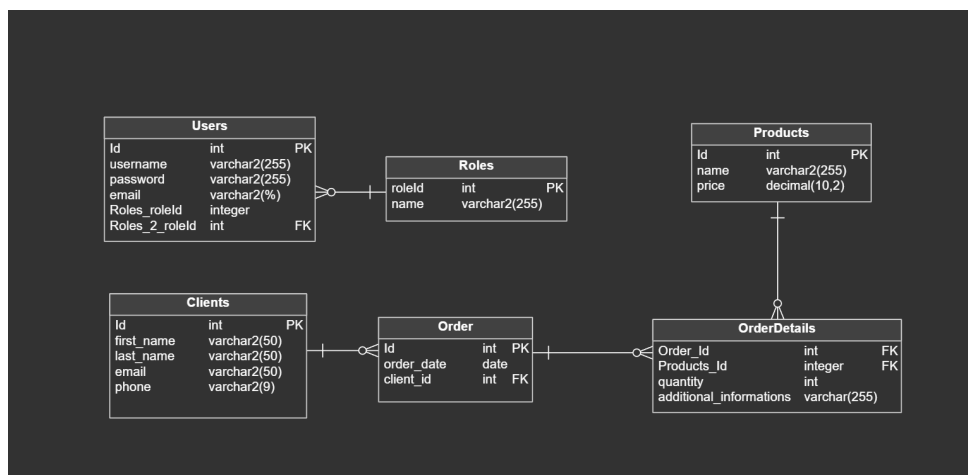 Users
Id int PK
username varchar2(255)
password varchar2(255)
email varchar2(%)
Roles_roleId integer
Roles_2_roleId int FK
Roles
roleId int PK
name varchar2(255)
Products
Id int PK
name varchar2(255)
price decimal(10,2)
Clients
Id int PK
first_name varchar2(50)
last_name varchar2(50)
email varchar2(50)
phone varchar2(9)
Order
Id int PK
order_date date
client_id int FK
OrderDetails
Order_Id int FK
Products_Id integer FK
quantity int
additional_informations varchar(255)